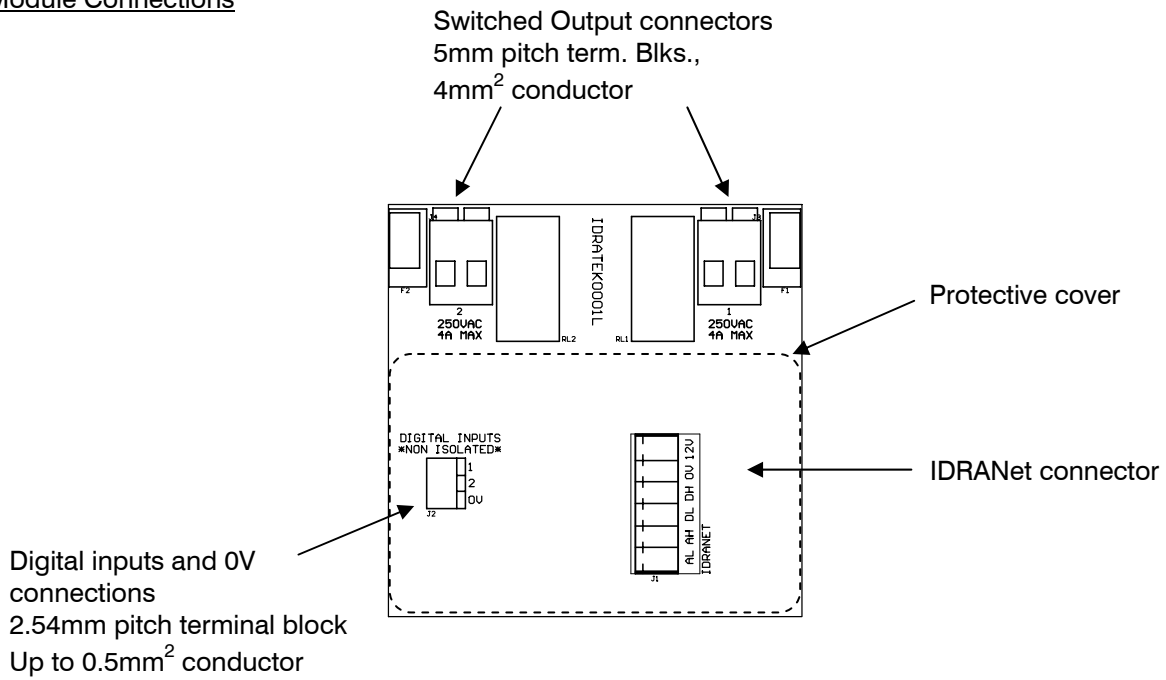 Module Connections
Switched Output connectors
5mm pitch term. Blks.,
4mm² conductor
J4
J3
F2
F1
2
250VAC
4A MAX
RL2
IDRATEK0001L
RL1
1
250VAC
4A MAX
Protective cover
DIGITAL INPUTS
*NON ISOLATED*
1
2
0V
J2
AL AH DL DH 0V 12V
IDRANET
J1
IDRANet connector
Digital inputs and 0V
connections
2.54mm pitch terminal block
Up to 0.5mm² conductor